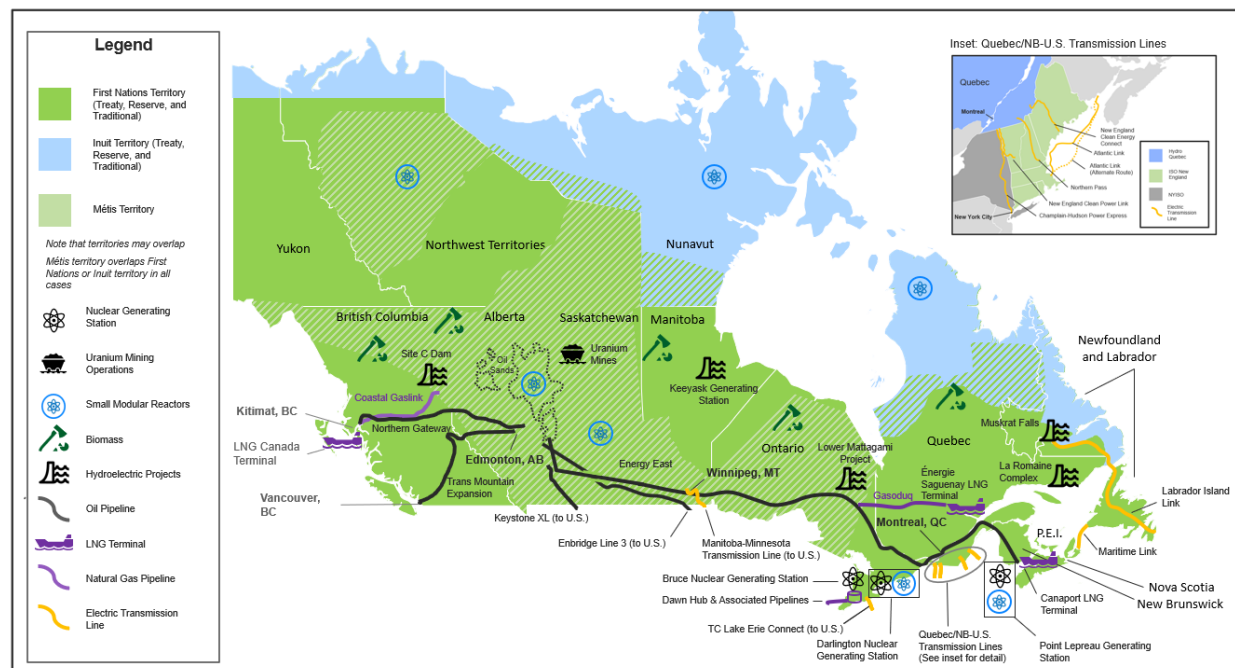 Legend
First Nations Territory
(Treaty, Reserve, and
Traditional)
Inuit Territory (Treaty,
Reserve, and
Traditional)
Métis Territory
Note that territories may overlap
Métis territory overlaps First
Nations or Inuit territory in all
cases
Nuclear Generating
Station
Uranium Mining
Operations
Small Modular Reactors
Biomass
Hydroelectric Projects
Oil Pipeline
LNG Terminal
Natural Gas Pipeline
Electric Transmission
Line
Inset: Quebec/NB-U.S. Transmission Lines
Quebec
Montreal
New England
Clean Energy
Connect
Atlantic Link
Atlantic Link
(Alternate Route)
Northern Pass
New England Clean Power Link
New York City
Champlain-Hudson Power Express
Hydro
Quebec
ISO-New
England
NYISO
Electric
Transmission
Line
Yukon
Northwest Territories
Nunavut
British Columbia
Alberta
Saskatchewan
Manitoba
Site C Dam
Oil
Sands
Uranium
Mines
Keeyask Generating
Station
Newfoundland
and Labrador
Coastal Gaslink
Kitimat, BC
Northern Gateway
LNG Canada
Terminal
Edmonton, AB
Trans Mountain
Expansion
Energy East
Winnipeg, MT
Ontario
Lower Mattagami
Project
Quebec
Muskrat Falls
La Romaine
Complex
Énergie
Saguenay LNG
Terminal
Gasoduq
Labrador Island
Link
Vancouver,
BC
Keystone XL (to U.S.)
Enbridge Line 3 (to U.S.)
Manitoba-Minnesota
Transmission Line (to U.S.)
Montreal, QC
P.E.I.
Maritime Link
Bruce Nuclear Generating Station
Dawn Hub & Associated Pipelines
TC Lake Erie Connect (to U.S.)
Darlington Nuclear
Generating Station
Quebec/NB-U.S.
Transmission Lines
(See inset for detail)
Canaport LNG
Terminal
Nova Scotia
New Brunswick
Point Lepreau Generating
Station